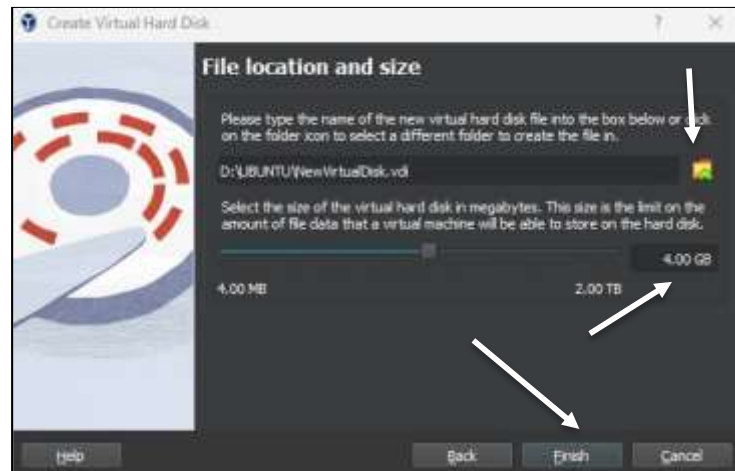 Create Virtual Hard Disk
File location and size
Please type the name of the new virtual hard disk file into the box below or click
on the folder icon to select a different folder to create the file in.
D:\UBUNTU\NewVirtualDisk.vdi
Select the size of the virtual hard disk in megabytes. This size is the limit on the
amount of file data that a virtual machine will be able to store on the hard disk.
4.00 GB
4.00 MB 2.00 TB
Help Back Finish Cancel